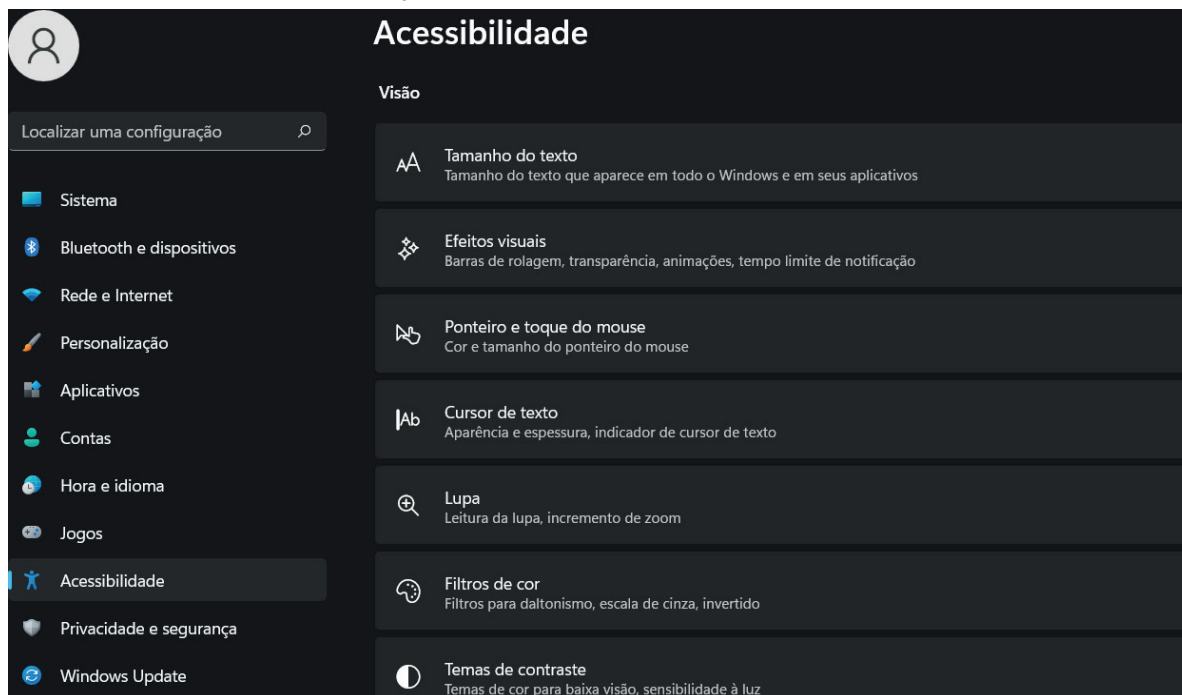 Acessibilidade
Visão
Localizar uma configuração
Sistema
Bluetooth e dispositivos
Rede e Internet
Personalização
Aplicativos
Contas
Hora e idioma
Jogos
Acessibilidade
Privacidade e segurança
Windows Update
AA
Tamanho do texto
Tamanho do texto que aparece em todo o Windows e em seus aplicativos
Efeitos visuais
Barras de rolagem, transparência, animações, tempo limite de notificação
Ponteiro e toque do mouse
Cor e tamanho do ponteiro do mouse
Ab
Cursor de texto
Aparência e espessura, indicador de cursor de texto
Lupa
Leitura da lupa, incremento de zoom
Filtros de cor
Filtros para daltonismo, escala de cinza, invertido
Temas de contraste
Temas de cor para baixa visão, sensibilidade à luz